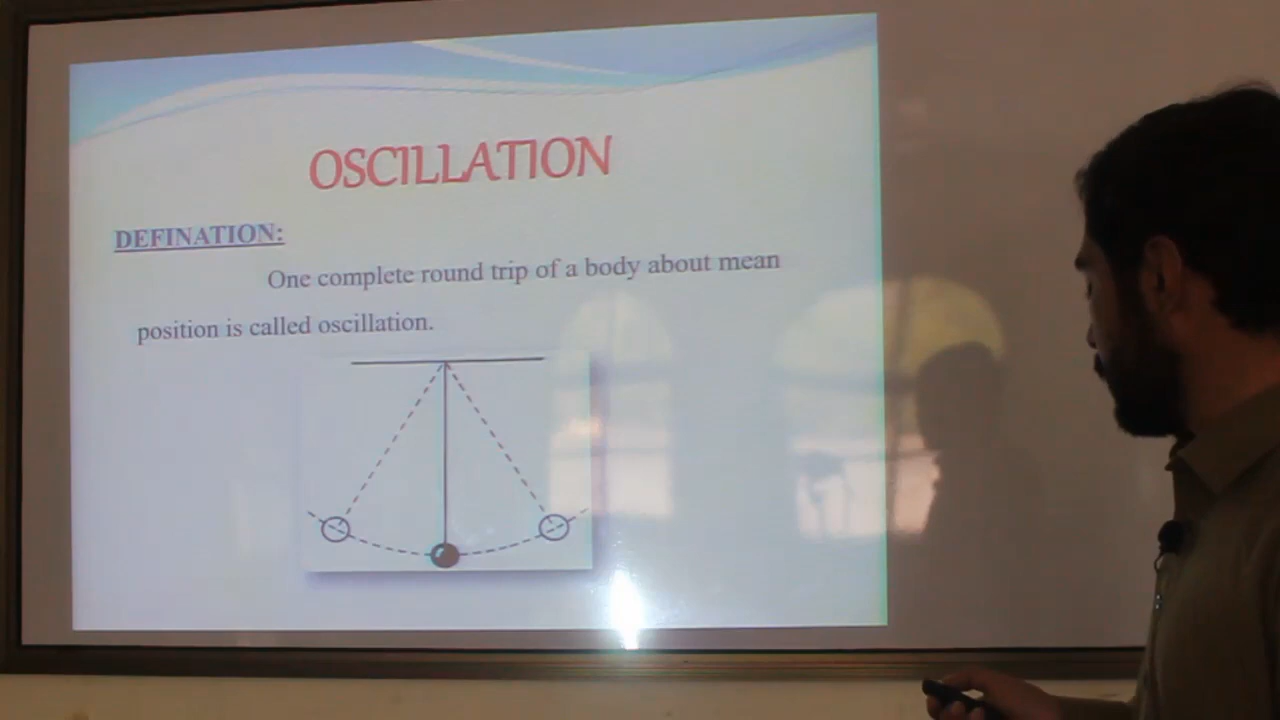 OSCILLATION
DEFINATION:
One complete round trip of a body about mean
position is called oscillation.